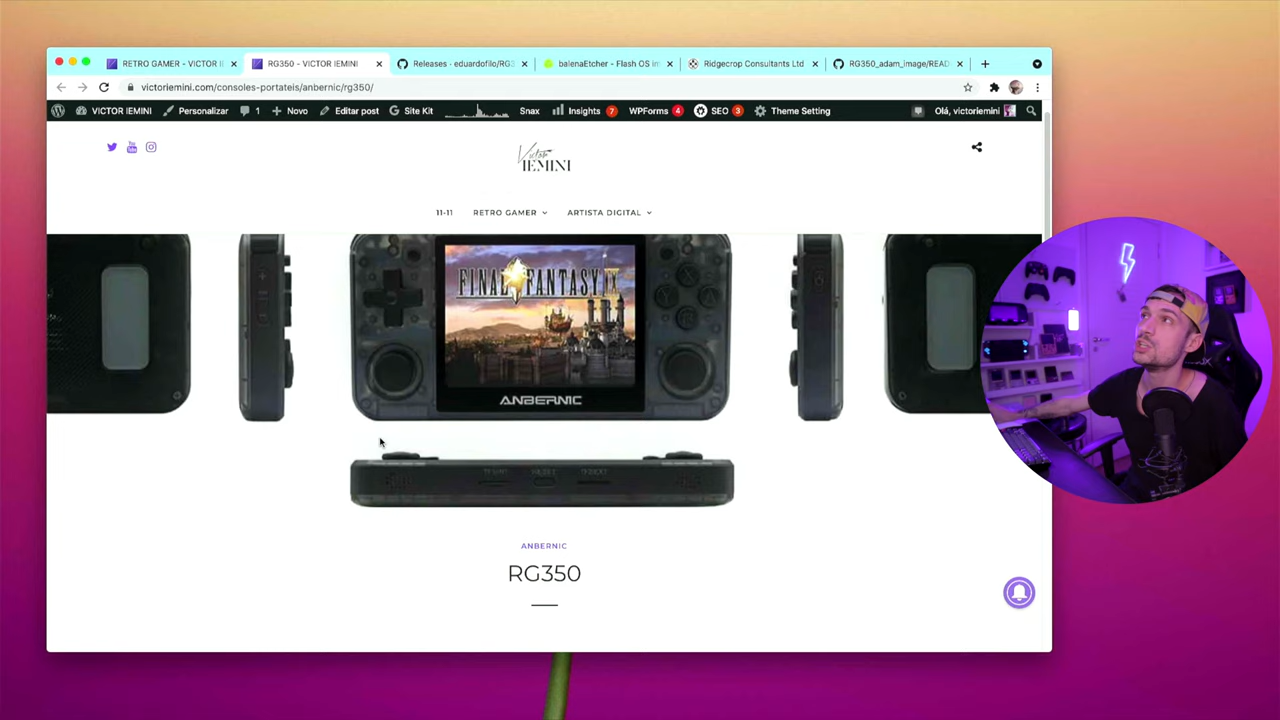 RETRO GAMER - VICTOR I
RG350 - VICTOR IEMINI
Releases · eduardofilo/RG3
balenaEtcher - Flash OS im
Ridgecrop Consultants Ltd
RG350_adam_image/READ
victoriemini.com/consoles-portateis/anbernic/rg350/
VICTOR IEMINI
Personalizar
1
Novo
Editar post
Site Kit
Snax
Insights 7
WPForms 4
SEO 3
Theme Setting
Olá, victoriemini
Victor
IEMINI
11-11
RETRO GAMER
ARTISTA DIGITAL
FINAL FANTASY IX
ANBERNIC
ANBERNIC
RG350